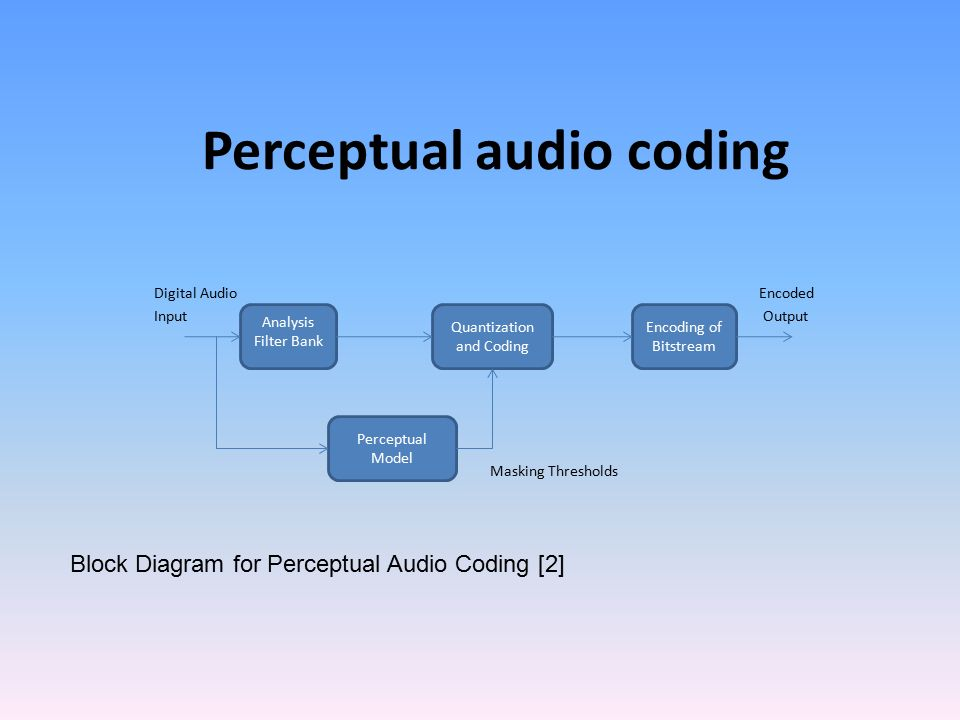 Perceptual audio coding
Digital Audio
Input
Analysis
Filter Bank
Quantization
and Coding
Encoding of
Bitstream
Encoded
Output
Perceptual
Model
Masking Thresholds
Block Diagram for Perceptual Audio Coding [2]